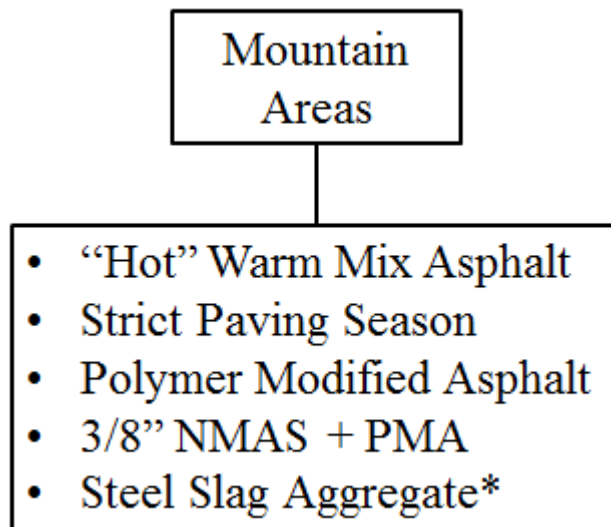 Mountain
Areas
• “Hot” Warm Mix Asphalt
• Strict Paving Season
• Polymer Modified Asphalt
• 3/8” NMAS + PMA
• Steel Slag Aggregate*